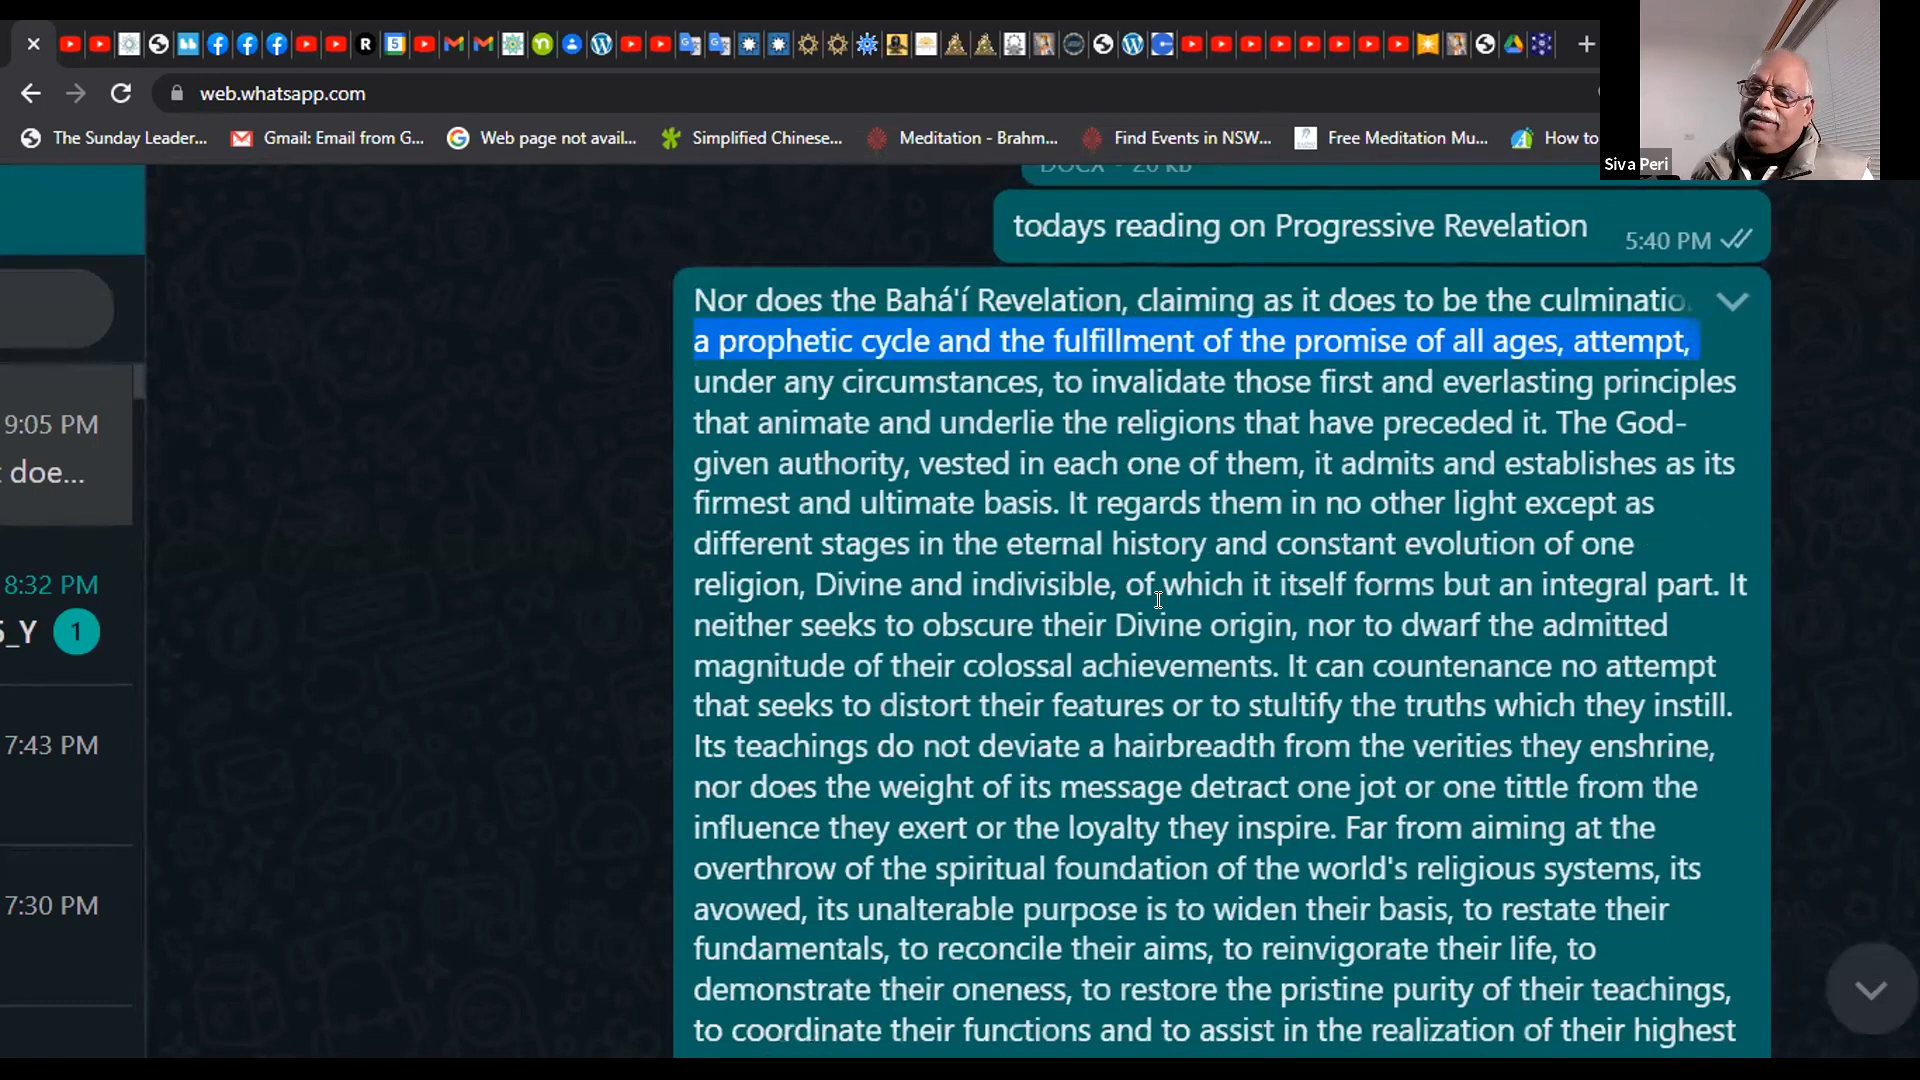 web.whatsapp.com
The Sunday Leader...
Gmail: Email from G...
Web page not avail...
Simplified Chinese...
Meditation - Brahm...
Find Events in NSW...
Free Meditation Mu...
How to
Siva Peri
DOCX • 20 KB
todays reading on Progressive Revelation
5:40 PM
Nor does the Bahá'í Revelation, claiming as it does to be the culminatio
a prophetic cycle and the fulfillment of the promise of all ages, attempt,
under any circumstances, to invalidate those first and everlasting principles
that animate and underlie the religions that have preceded it. The God-
given authority, vested in each one of them, it admits and establishes as its
firmest and ultimate basis. It regards them in no other light except as
different stages in the eternal history and constant evolution of one
religion, Divine and indivisible, of which it itself forms but an integral part. It
neither seeks to obscure their Divine origin, nor to dwarf the admitted
magnitude of their colossal achievements. It can countenance no attempt
that seeks to distort their features or to stultify the truths which they instill.
Its teachings do not deviate a hairbreadth from the verities they enshrine,
nor does the weight of its message detract one jot or one tittle from the
influence they exert or the loyalty they inspire. Far from aiming at the
overthrow of the spiritual foundation of the world's religious systems, its
avowed, its unalterable purpose is to widen their basis, to restate their
fundamentals, to reconcile their aims, to reinvigorate their life, to
demonstrate their oneness, to restore the pristine purity of their teachings,
to coordinate their functions and to assist in the realization of their highest
9:05 PM
doe...
8:32 PM
_Y 1
7:43 PM
7:30 PM